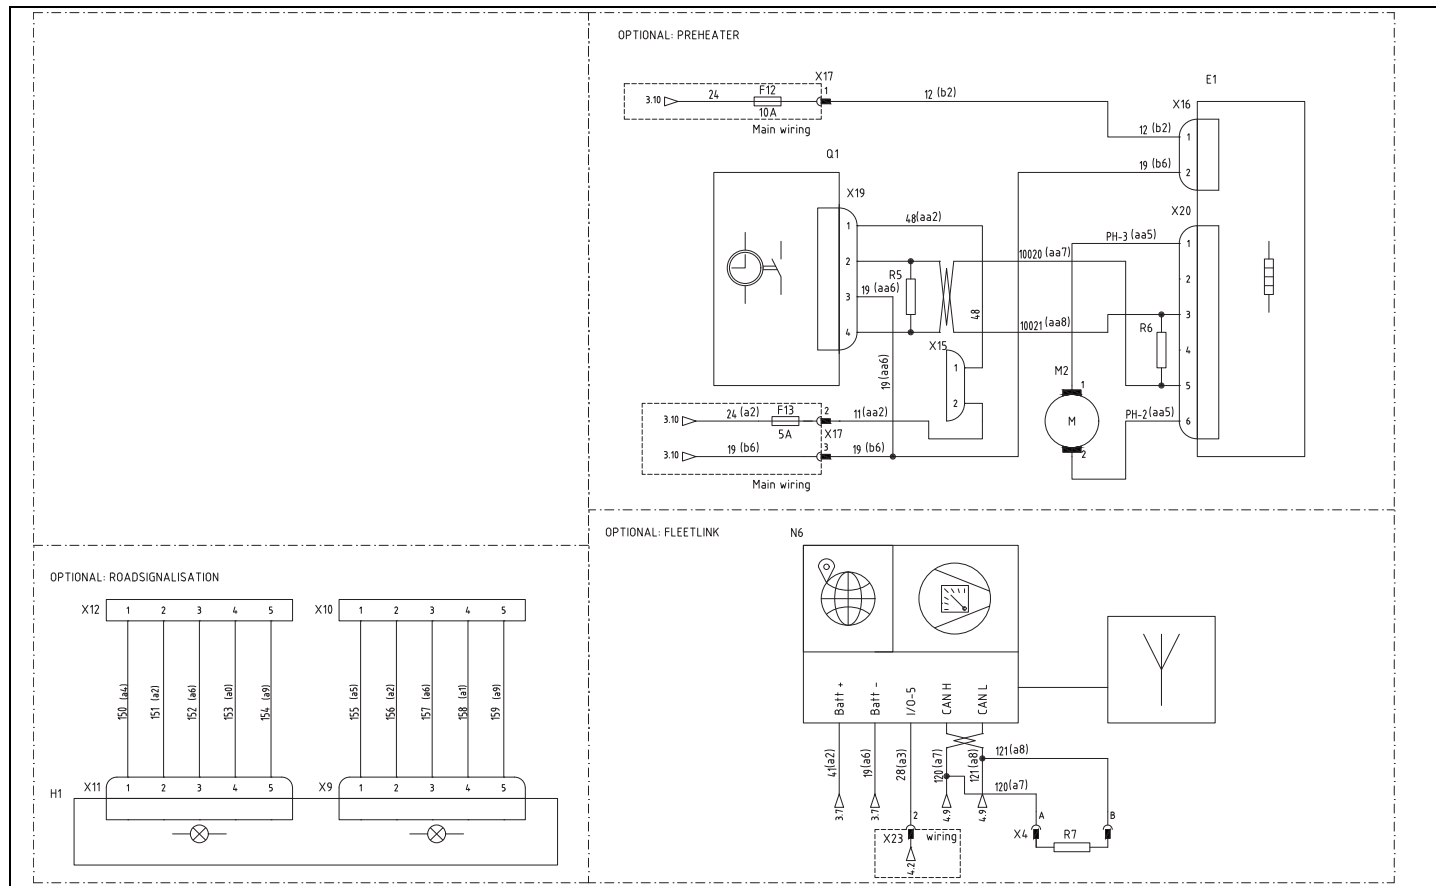 OPTIONAL: PREHEATER
X17
E1
3.10 24 F12 1 12 (b2)
10A
X16
Main wiring
12 (b2) 1
Q1
19 (b6) 2
X19
X20
1 48(aa2)
PH-3 (aa5) 1
2 10020 (aa7)
R5
2
19 (aa6)
3
48
3
4 10021 (aa8)
R6
X15
4
19 (aa6)
1
M2
1
5
2
24 (a2) F13 2 11(aa2)
3.10
5A X17
M
PH-2 (aa5) 6
3.10 19 (b6) 3 19 (b6)
2
Main wiring
OPTIONAL: FLEETLINK
N6
Batt +
Batt -
I/O-5
CAN H
CAN L
41(a2)
19(a6)
28(a3)
120(a7)
121(a8)
121(a8)
120(a7)
3.7
3.7
4.9
4.9
2
A
B
X23 wiring
X4
R7
4.2
OPTIONAL: ROADSIGNALISATION
X12 1 2 3 4 5
X10 1 2 3 4 5
150 (a4)
151 (a2)
152 (a6)
153 (a0)
154 (a9)
155 (a5)
156 (a2)
157 (a6)
158 (a1)
159 (a9)
H1
X11 1 2 3 4 5
X9 1 2 3 4 5